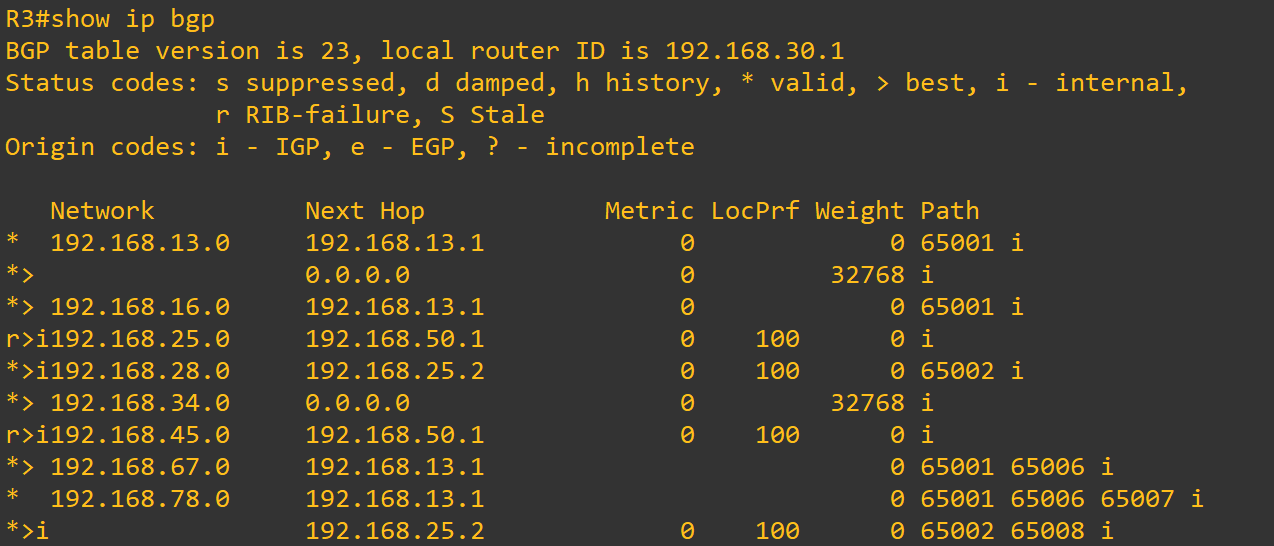 R3#show ip bgp
BGP table version is 23, local router ID is 192.168.30.1
Status codes: s suppressed, d damped, h history, * valid, > best, i - internal,
              r RIB-failure, S Stale
Origin codes: i - IGP, e - EGP, ? - incomplete

   Network          Next Hop            Metric LocPrf Weight Path
*  192.168.13.0     192.168.13.1             0             0 65001 i
*>                  0.0.0.0                  0         32768 i
*> 192.168.16.0     192.168.13.1             0             0 65001 i
r>i192.168.25.0     192.168.50.1             0    100      0 i
*>i192.168.28.0     192.168.25.2             0    100      0 65002 i
*> 192.168.34.0     0.0.0.0                  0         32768 i
r>i192.168.45.0     192.168.50.1             0    100      0 i
*> 192.168.67.0     192.168.13.1                           0 65001 65006 i
*  192.168.78.0     192.168.13.1                           0 65001 65006 65007 i
*>i                 192.168.25.2             0    100      0 65002 65008 i